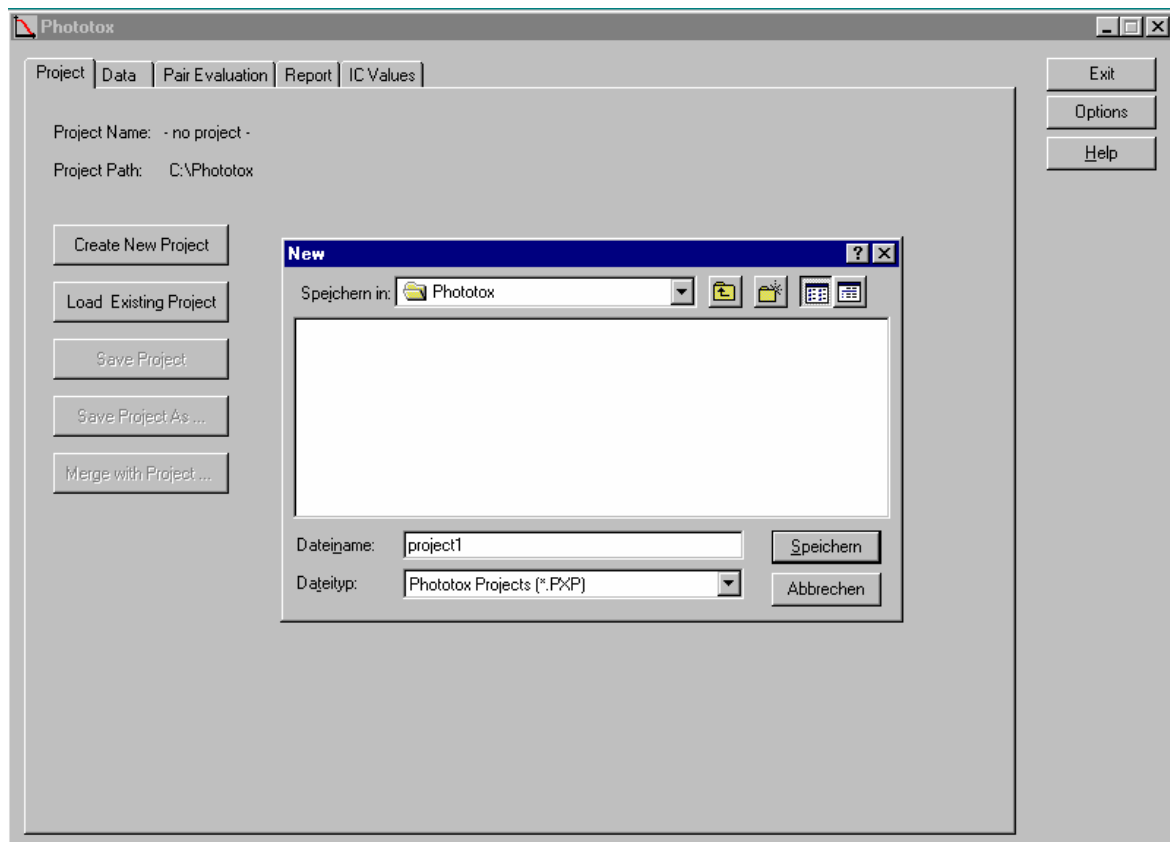 Phototox
Project Data Pair Evaluation Report IC Values
Exit
Options
Help
Project Name: - no project -
Project Path: C:\Phototox
Create New Project
Load Existing Project
Save Project
Save Project As ...
Merge with Project ...
New
Speichern in: Phototox
Dateiname: project1
Speichern
Dateityp: Phototox Projects (*.PXP)
Abbrechen